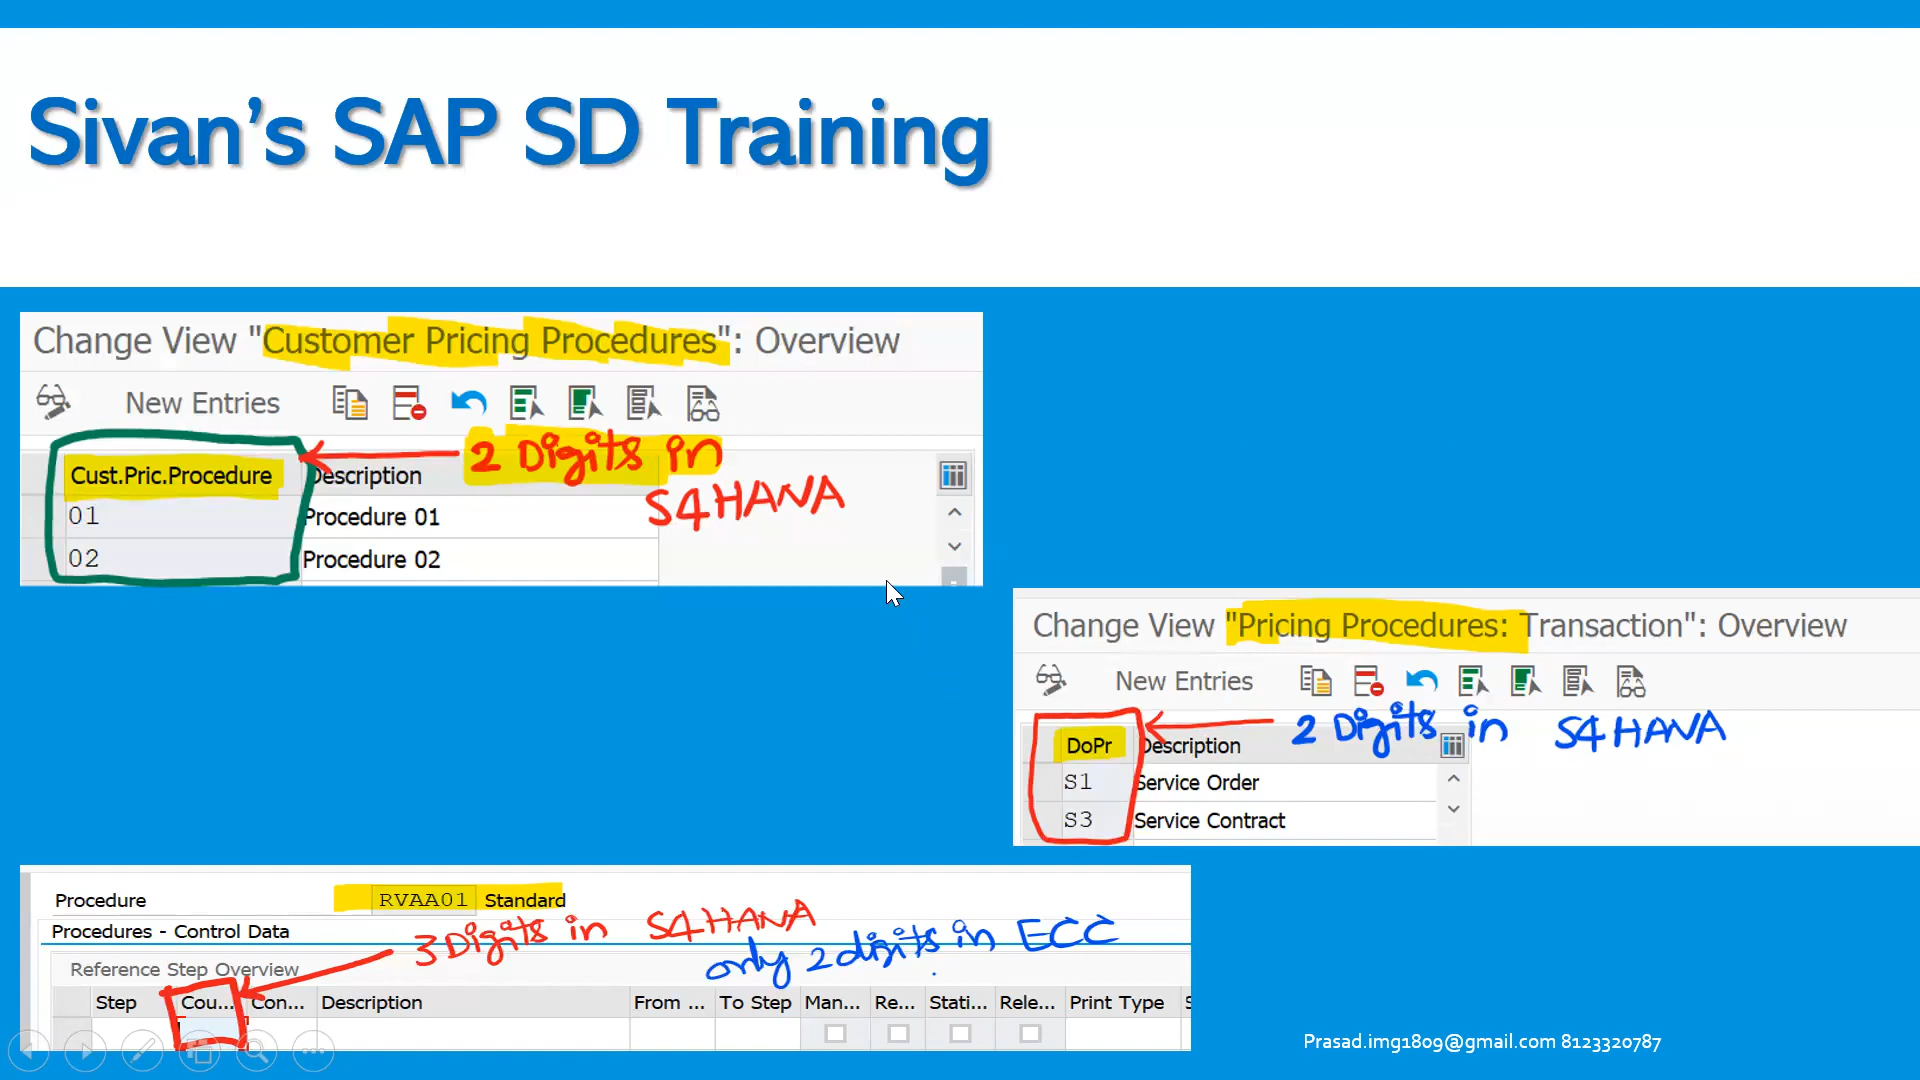 Sivan's SAP SD Training
Change View "Customer Pricing Procedures": Overview
New Entries
2 Digits in
S4HANA
Cust.Pric.Procedure Description
01 Procedure 01
02 Procedure 02
Change View "Pricing Procedures: Transaction": Overview
New Entries
2 Digits in S4HANA
DoPr Description
S1 Service Order
S3 Service Contract
Procedure RVAA01 Standard
3 Digits in S4HANA
only 2 digits in ECC
Procedures - Control Data
Reference Step Overview
Step Cou... Con... Description From ... To Step Man... Re... Stati... Rele... Print Type S
Prasad.img1809@gmail.com 8123320787